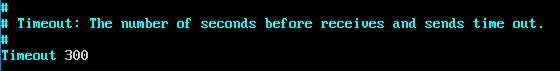 #
# Timeout: The number of seconds before receives and sends time out.
#
Timeout 300